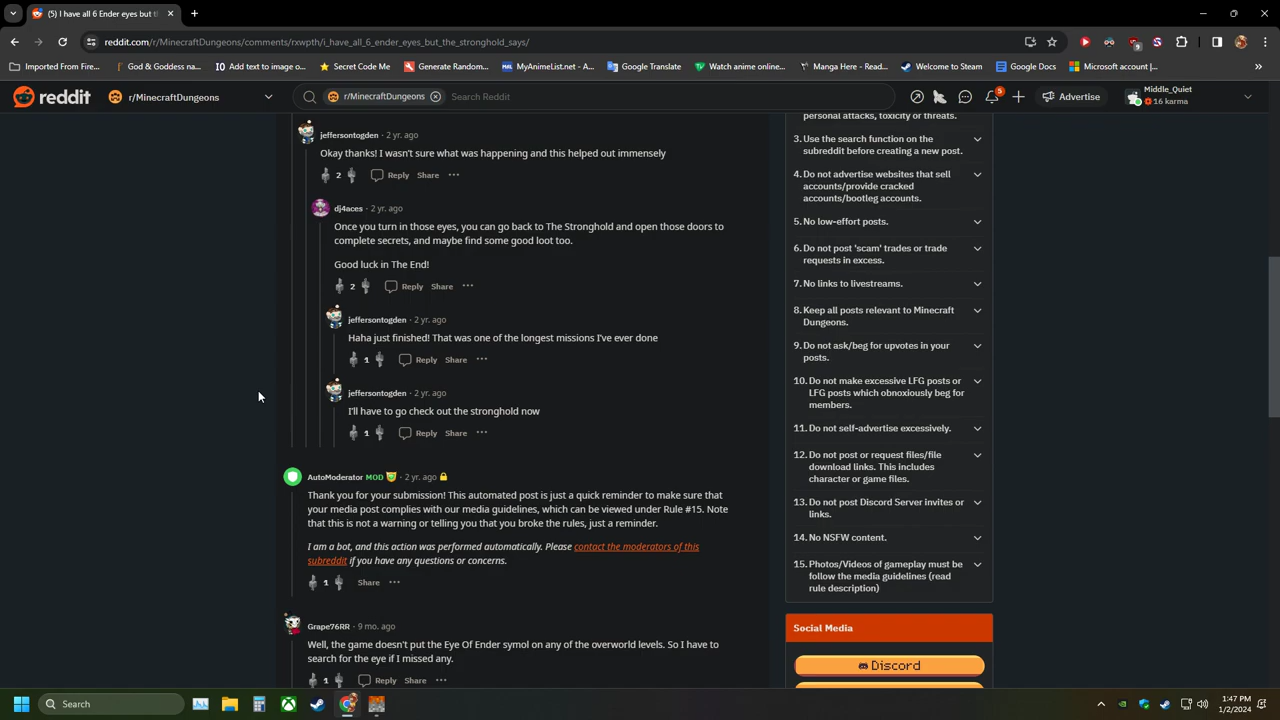 (5) I have all 6 Ender eyes but th
reddit.com/r/MinecraftDungeons/comments/rxwpth/i_have_all_6_ender_eyes_but_the_stronghold_says/
9
Imported From Fire...
God & Goddess na...
Add text to image o...
Secret Code Me
Generate Random...
MyAnimeList.net - A...
Google Translate
Watch anime online...
Manga Here - Read...
Welcome to Steam
Google Docs
Microsoft account |...
reddit
r/MinecraftDungeons
r/MinecraftDungeons
Search Reddit
5
Advertise
Middle_Quiet
16 karma
jeffersontogden · 2 yr. ago
Okay thanks! I wasn't sure what was happening and this helped out immensely
2 Reply Share
dj4aces · 2 yr. ago
Once you turn in those eyes, you can go back to The Stronghold and open those doors to
complete secrets, and maybe find some good loot too.
Good luck in The End!
2 Reply Share
jeffersontogden · 2 yr. ago
Haha just finished! That was one of the longest missions I've ever done
1 Reply Share
jeffersontogden · 2 yr. ago
I'll have to go check out the stronghold now
1 Reply Share
AutoModerator MOD · 2 yr. ago
Thank you for your submission! This automated post is just a quick reminder to make sure that
your media post complies with our media guidelines, which can be viewed under Rule #15. Note
that this is not a warning or telling you that you broke the rules, just a reminder.
I am a bot, and this action was performed automatically. Please contact the moderators of this
subreddit if you have any questions or concerns.
1 Share
Grape76RR · 9 mo. ago
Well, the game doesn't put the Eye Of Ender symol on any of the overworld levels. So I have to
search for the eye if I missed any.
1 Reply Share
personal attacks, toxicity or threats.
3. Use the search function on the
subreddit before creating a new post.
4. Do not advertise websites that sell
accounts/provide cracked
accounts/bootleg accounts.
5. No low-effort posts.
6. Do not post 'scam' trades or trade
requests in excess.
7. No links to livestreams.
8. Keep all posts relevant to Minecraft
Dungeons.
9. Do not ask/beg for upvotes in your
posts.
10. Do not make excessive LFG posts or
LFG posts which obnoxiously beg for
members.
11. Do not self-advertise excessively.
12. Do not post or request files/file
download links. This includes
character or game files.
13. Do not post Discord Server invites or
links.
14. No NSFW content.
15. Photos/Videos of gameplay must be
follow the media guidelines (read
rule description)
Social Media
Discord
Search
1:47 PM
1/2/2024